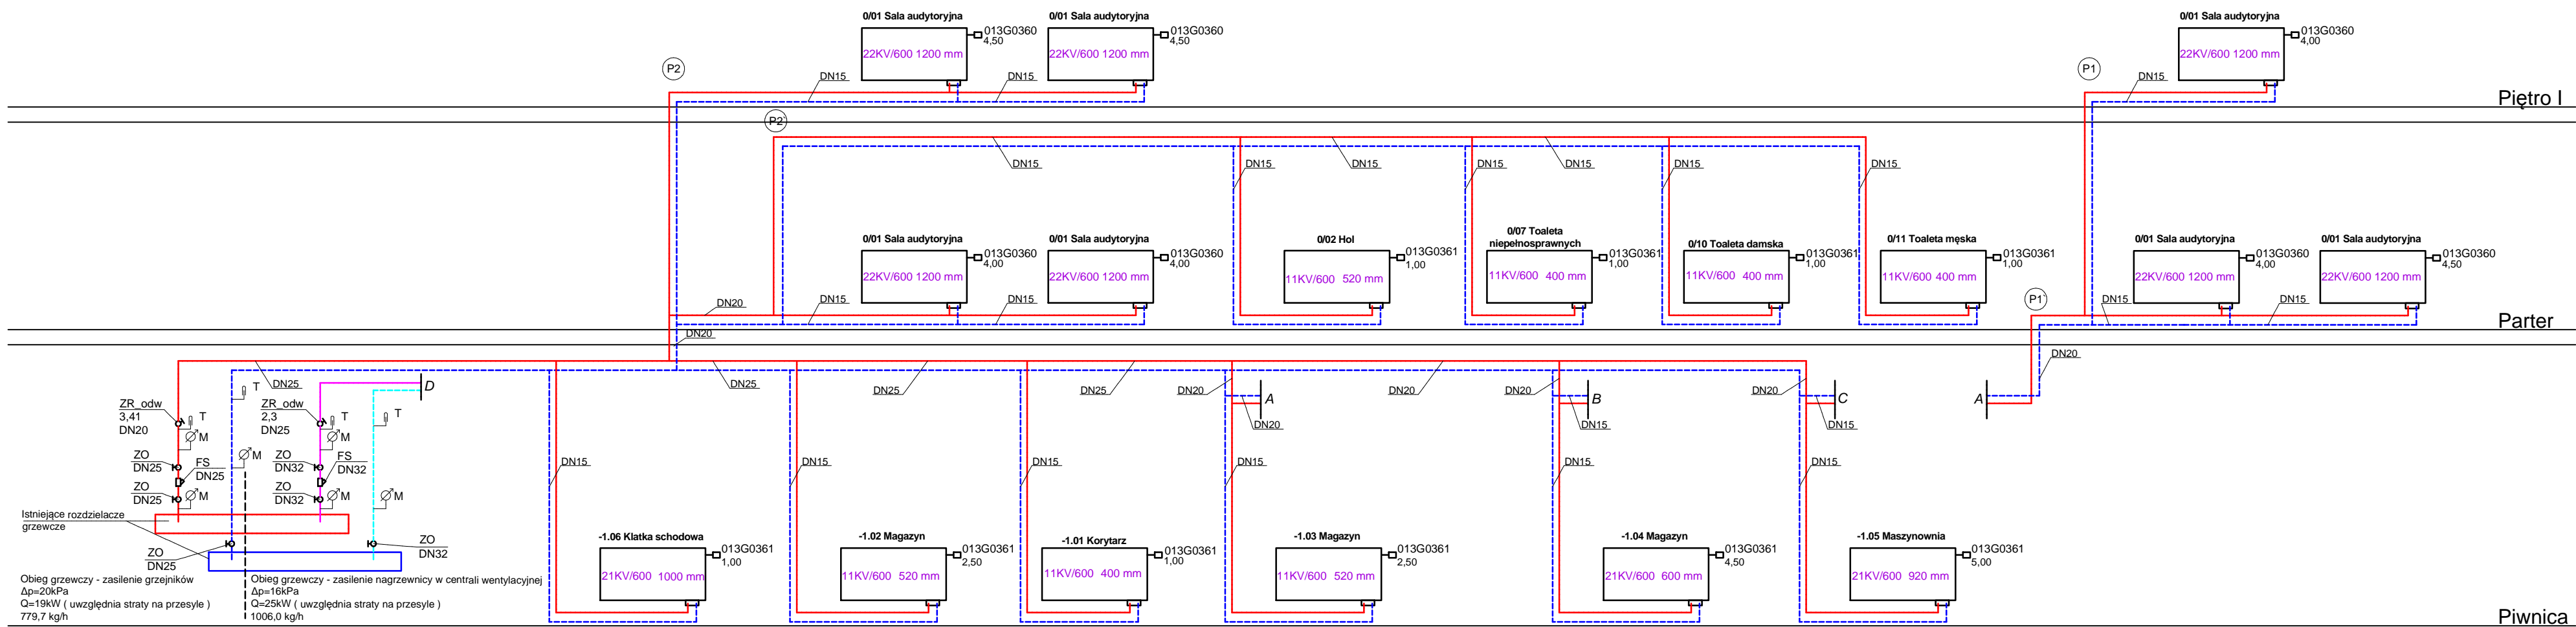 0/01 Sala audytoryjna
22KV/600 1200 mm
013G0360
4,50
0/01 Sala audytoryjna
22KV/600 1200 mm
013G0360
4,50
0/01 Sala audytoryjna
22KV/600 1200 mm
013G0360
4,00
P2
DN15
DN15
P1
DN15
Piętro I
P2'
DN15
DN15
DN15
DN15
DN15
DN15
DN15
0/01 Sala audytoryjna
22KV/600 1200 mm
013G0360
4,00
0/01 Sala audytoryjna
22KV/600 1200 mm
013G0360
4,00
0/02 Hol
11KV/600 520 mm
013G0361
1,00
0/07 Toaleta
niepełnosprawnych
11KV/600 400 mm
013G0361
1,00
0/10 Toaleta damska
11KV/600 400 mm
013G0361
1,00
0/11 Toaleta męska
11KV/600 400 mm
013G0361
1,00
0/01 Sala audytoryjna
22KV/600 1200 mm
013G0360
4,00
0/01 Sala audytoryjna
22KV/600 1200 mm
013G0360
4,50
DN20
DN15
DN15
P1'
DN15
DN15
Parter
DN20
DN20
DN25
T
D
DN25
DN25
DN25
DN20
A
DN20
DN20
DN20
B
DN15
DN20
C
DN15
A
ZR_odw
3,41
DN20
T
M
ZR_odw
2,3
DN25
T
M
T
ZO
DN25
FS
DN25
M
ZO
DN32
FS
DN32
ZO
DN25
M
ZO
DN32
M
M
DN15
DN15
DN15
DN15
DN15
DN15
Istniejące rozdzielacze
grzewcze
ZO
DN25
ZO
DN32
-1.06 Klatka schodowa
21KV/600 1000 mm
013G0361
1,00
-1.02 Magazyn
11KV/600 520 mm
013G0361
2,50
-1.01 Korytarz
11KV/600 400 mm
013G0361
1,00
-1.03 Magazyn
11KV/600 520 mm
013G0361
2,50
-1.04 Magazyn
21KV/600 600 mm
013G0361
4,50
-1.05 Maszynownia
21KV/600 920 mm
013G0361
5,00
Obieg grzewczy - zasilenie grzejników
Δp=20kPa
Q=19kW ( uwzględnia straty na przesyle )
779,7 kg/h
Obieg grzewczy - zasilenie nagrzewnicy w centrali wentylacyjnej
Δp=16kPa
Q=25kW ( uwzględnia straty na przesyle )
1006,0 kg/h
Piwnica